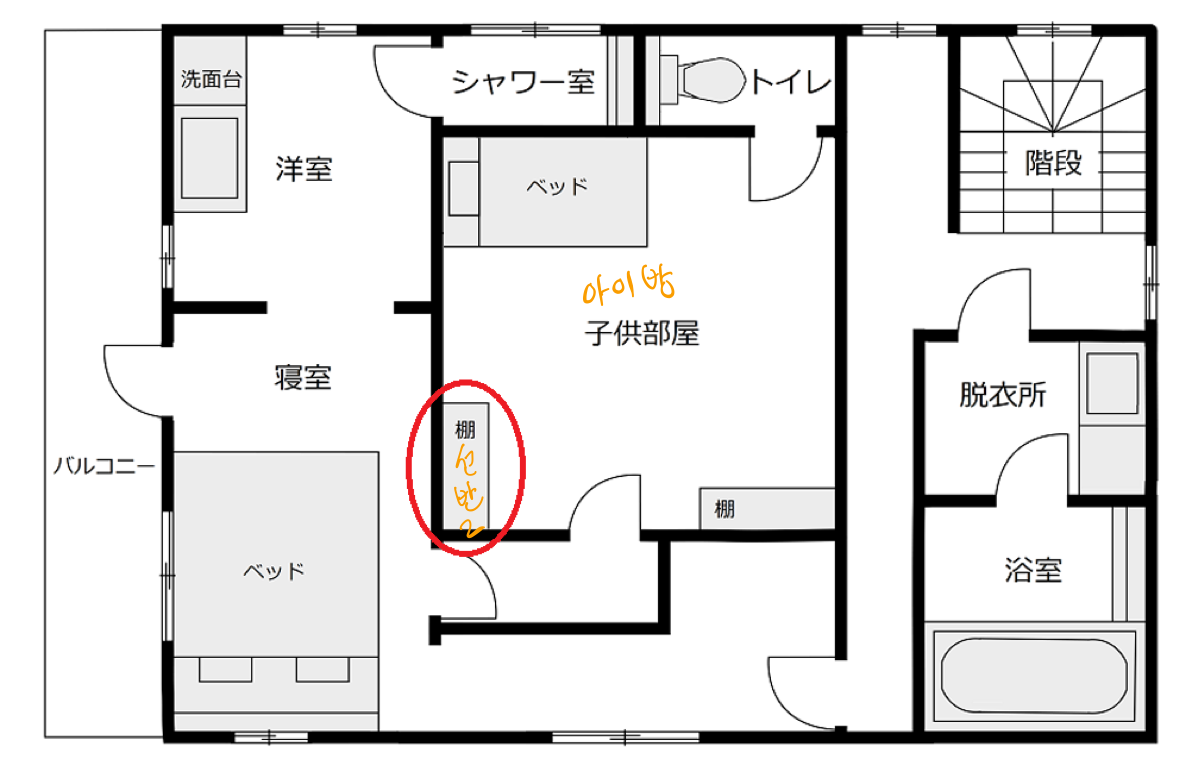 洗面台
シャワー室
トイレ
洋室
ベッド
階段
아이방
子供部屋
寝室
脱衣所
棚
선반
バルコニー
棚
ベッド
浴室